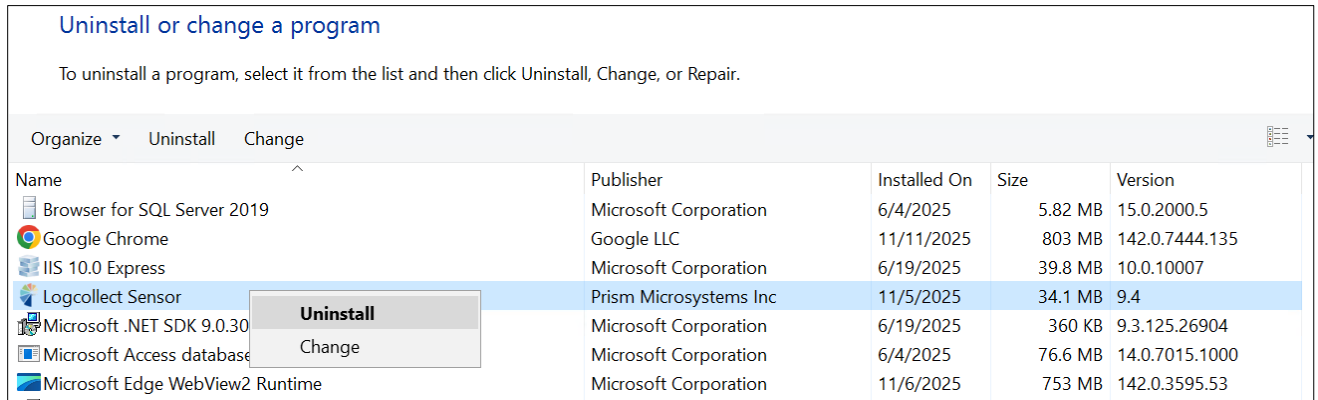 Uninstall or change a program
To uninstall a program, select it from the list and then click Uninstall, Change, or Repair.
Organize Uninstall Change
Name Publisher Installed On Size Version
Browser for SQL Server 2019 Microsoft Corporation 6/4/2025 5.82 MB 15.0.2000.5
Google Chrome Google LLC 11/11/2025 803 MB 142.0.7444.135
IIS 10.0 Express Microsoft Corporation 6/19/2025 39.8 MB 10.0.10007
Logcollect Sensor Prism Microsystems Inc 11/5/2025 34.1 MB 9.4
Uninstall
Microsoft .NET SDK 9.0.30 Microsoft Corporation 6/19/2025 360 KB 9.3.125.26904
Change
Microsoft Access database Microsoft Corporation 6/4/2025 76.6 MB 14.0.7015.1000
Microsoft Edge WebView2 Runtime Microsoft Corporation 11/6/2025 753 MB 142.0.3595.53